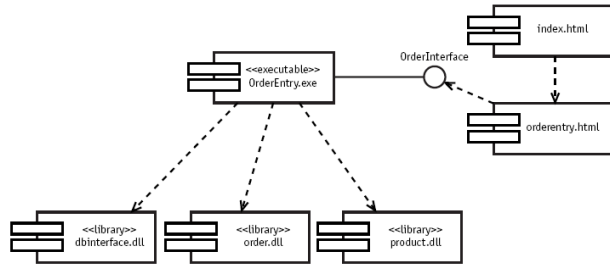 index.html
OrderInterface
<<executable>>
OrderEntry.exe
orderentry.html
<<library>>
dbinterface.dll
<<library>>
order.dll
<<library>>
product.dll